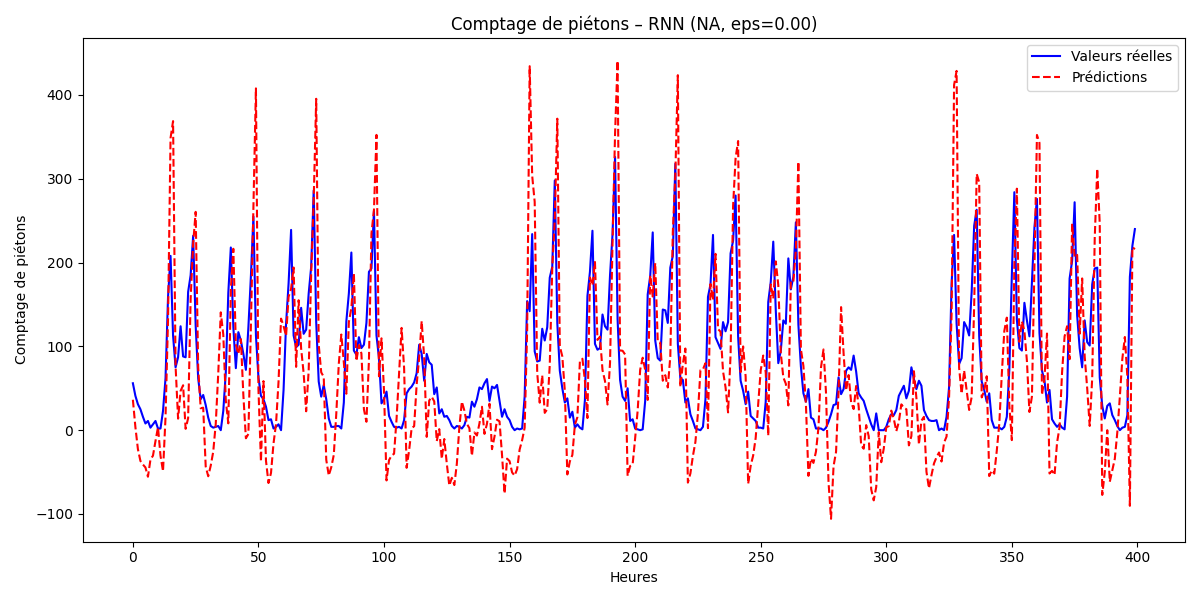 Comptage de piétons – RNN (NA, eps=0.00)
Valeurs réelles
Prédictions
Comptage de piétons
400
300
200
100
0
−100
0 50 100 150 200 250 300 350 400
Heures